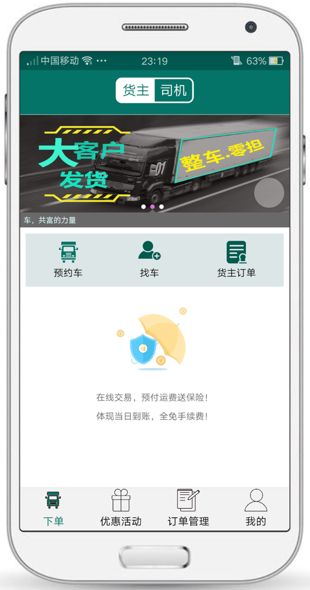 中国移动
23:19
63%
货主 司机
大客户
发货
整车.零担
01
车，共富的力量
预约车 找车 货主订单
在线交易，预付运费送保险！
体现当日到账，全免手续费！
下单 优惠活动 订单管理 我的